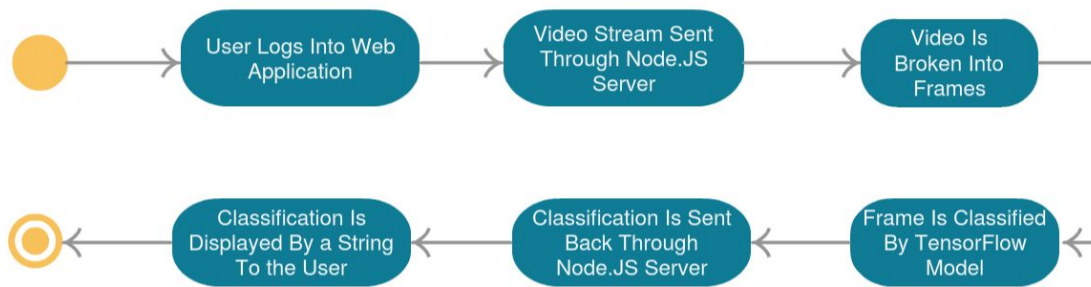 User Logs Into Web
Application
Video Stream Sent
Through Node.JS
Server
Video Is
Broken Into
Frames
Classification Is
Displayed By a String
To the User
Classification Is Sent
Back Through
Node.JS Server
Frame Is Classified
By TensorFlow
Model